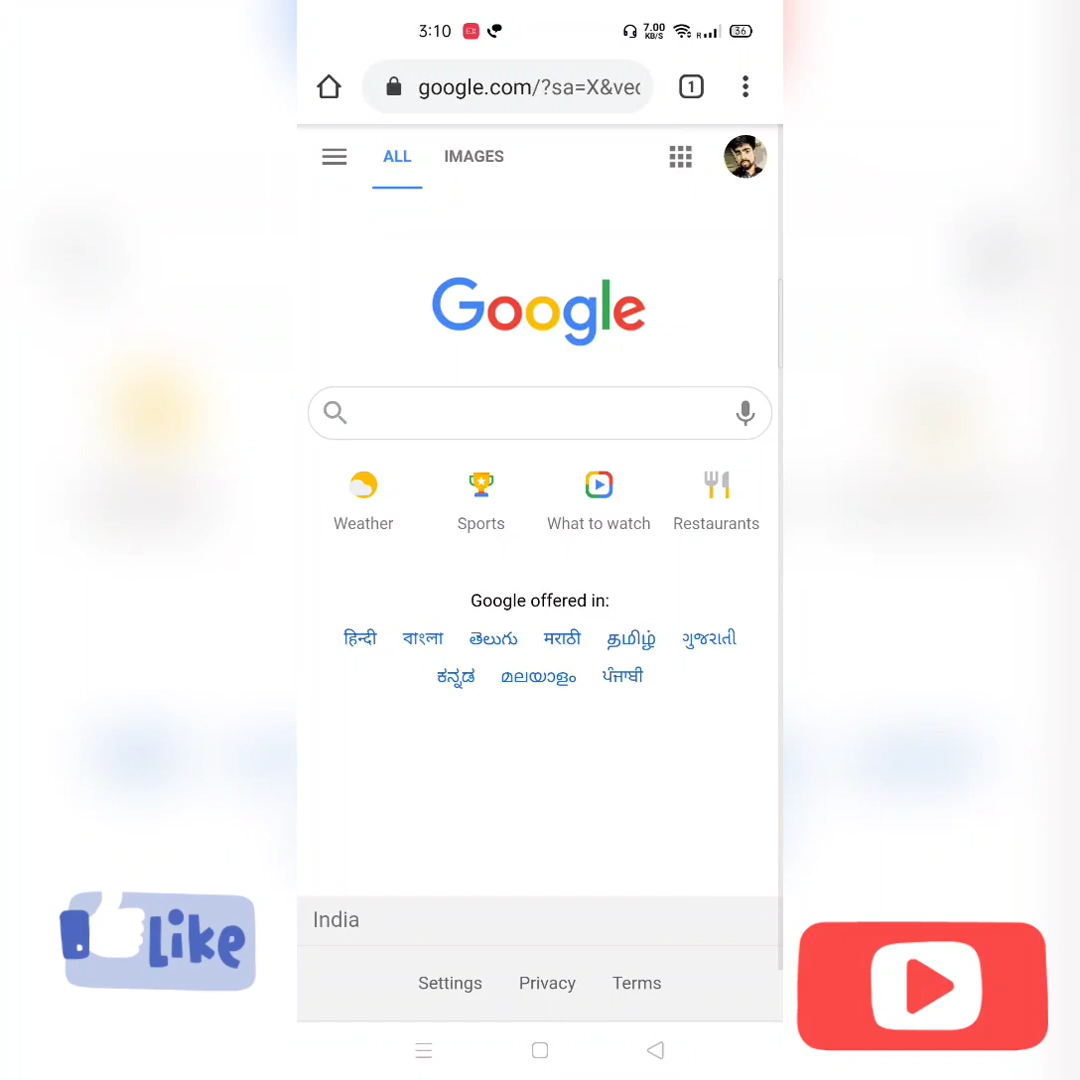 3:10 7.00 KB/S R 36
google.com/?sa=X&vec 1
ALL IMAGES
Google
Weather Sports What to watch Restaurants
Google offered in:
हिन्दी বাংলা తెలుగు मराठी தமிழ் ગુજરાતી
ಕನ್ನಡ മലയാളം ਪੰਜਾਬੀ
India
Like
Settings Privacy Terms